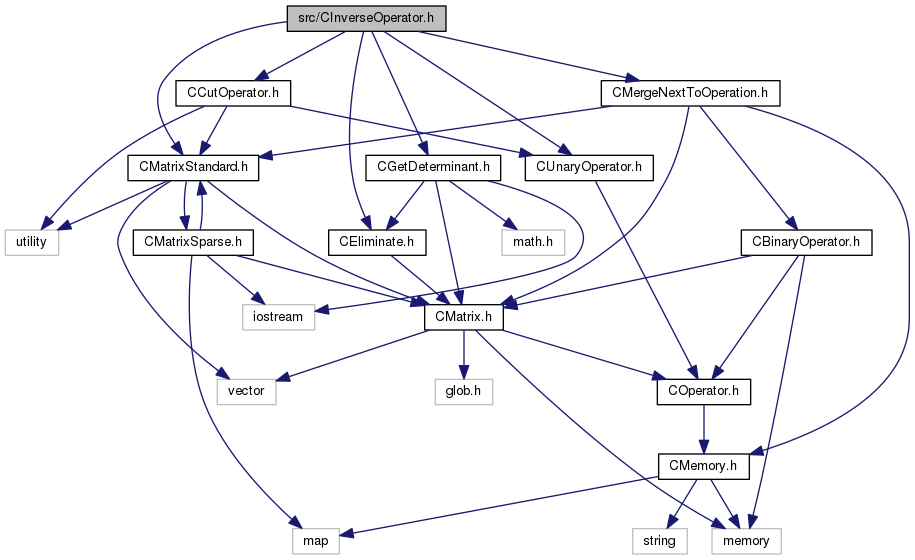 src/CInverseOperator.h
CCutOperator.h
CMergeNextToOperation.h
CMatrixStandard.h
CGetDeterminant.h
CUnaryOperator.h
utility
CMatrixSparse.h
CEliminate.h
math.h
CBinaryOperator.h
iostream
CMatrix.h
vector
glob.h
COperator.h
CMemory.h
map
string
memory